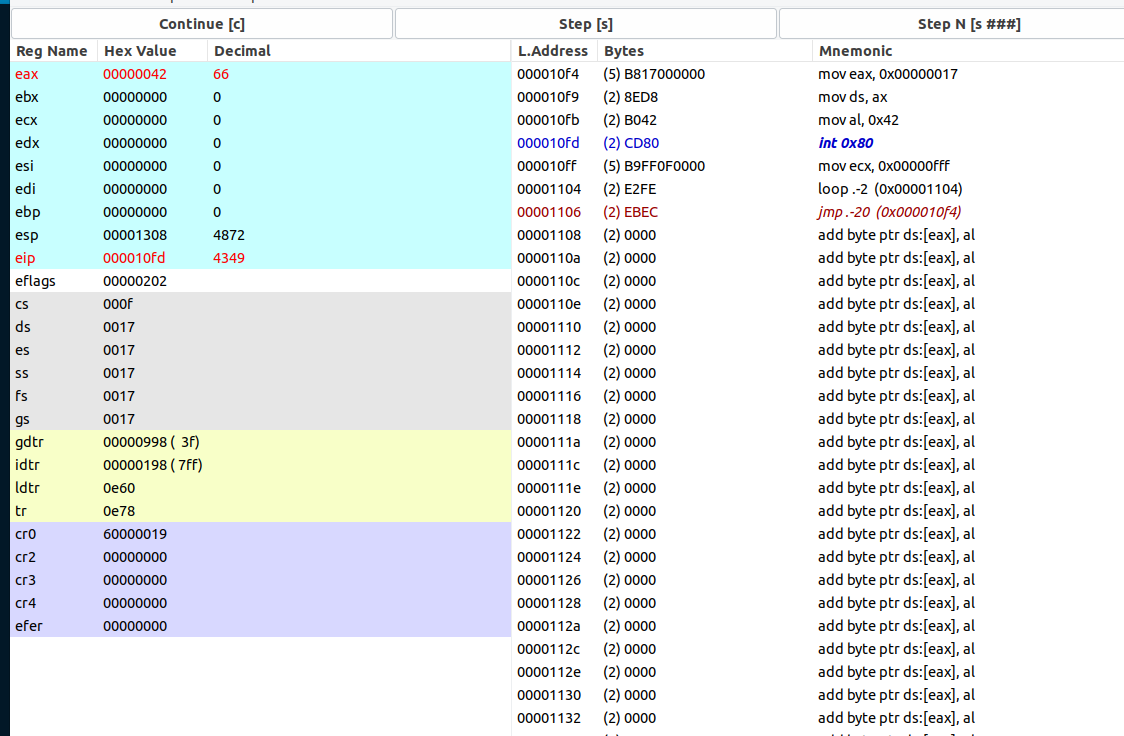 Continue [c] Step [s] Step N [s ###]
Reg Name Hex Value Decimal L.Address Bytes Mnemonic
eax 00000042 66 000010f4 (5) B817000000 mov eax, 0x00000017
ebx 00000000 0 000010f9 (2) 8ED8 mov ds, ax
ecx 00000000 0 000010fb (2) B042 mov al, 0x42
edx 00000000 0 000010fd (2) CD80 int 0x80
esi 00000000 0 000010ff (5) B9FF0F0000 mov ecx, 0x00000fff
edi 00000000 0 00001104 (2) E2FE loop .-2 (0x00001104)
ebp 00000000 0 00001106 (2) EBEC jmp .-20 (0x000010f4)
esp 00001308 4872 00001108 (2) 0000 add byte ptr ds:[eax], al
eip 000010fd 4349 0000110a (2) 0000 add byte ptr ds:[eax], al
eflags 00000202 0000110c (2) 0000 add byte ptr ds:[eax], al
cs 000f 0000110e (2) 0000 add byte ptr ds:[eax], al
ds 0017 00001110 (2) 0000 add byte ptr ds:[eax], al
es 0017 00001112 (2) 0000 add byte ptr ds:[eax], al
ss 0017 00001114 (2) 0000 add byte ptr ds:[eax], al
fs 0017 00001116 (2) 0000 add byte ptr ds:[eax], al
gs 0017 00001118 (2) 0000 add byte ptr ds:[eax], al
gdtr 00000998 ( 3f) 0000111a (2) 0000 add byte ptr ds:[eax], al
idtr 00000198 ( 7ff) 0000111c (2) 0000 add byte ptr ds:[eax], al
ldtr 0e60 0000111e (2) 0000 add byte ptr ds:[eax], al
tr 0e78 00001120 (2) 0000 add byte ptr ds:[eax], al
cr0 60000019 00001122 (2) 0000 add byte ptr ds:[eax], al
cr2 00000000 00001124 (2) 0000 add byte ptr ds:[eax], al
cr3 00000000 00001126 (2) 0000 add byte ptr ds:[eax], al
cr4 00000000 00001128 (2) 0000 add byte ptr ds:[eax], al
efer 00000000 0000112a (2) 0000 add byte ptr ds:[eax], al
0000112c (2) 0000 add byte ptr ds:[eax], al
0000112e (2) 0000 add byte ptr ds:[eax], al
00001130 (2) 0000 add byte ptr ds:[eax], al
00001132 (2) 0000 add byte ptr ds:[eax], al